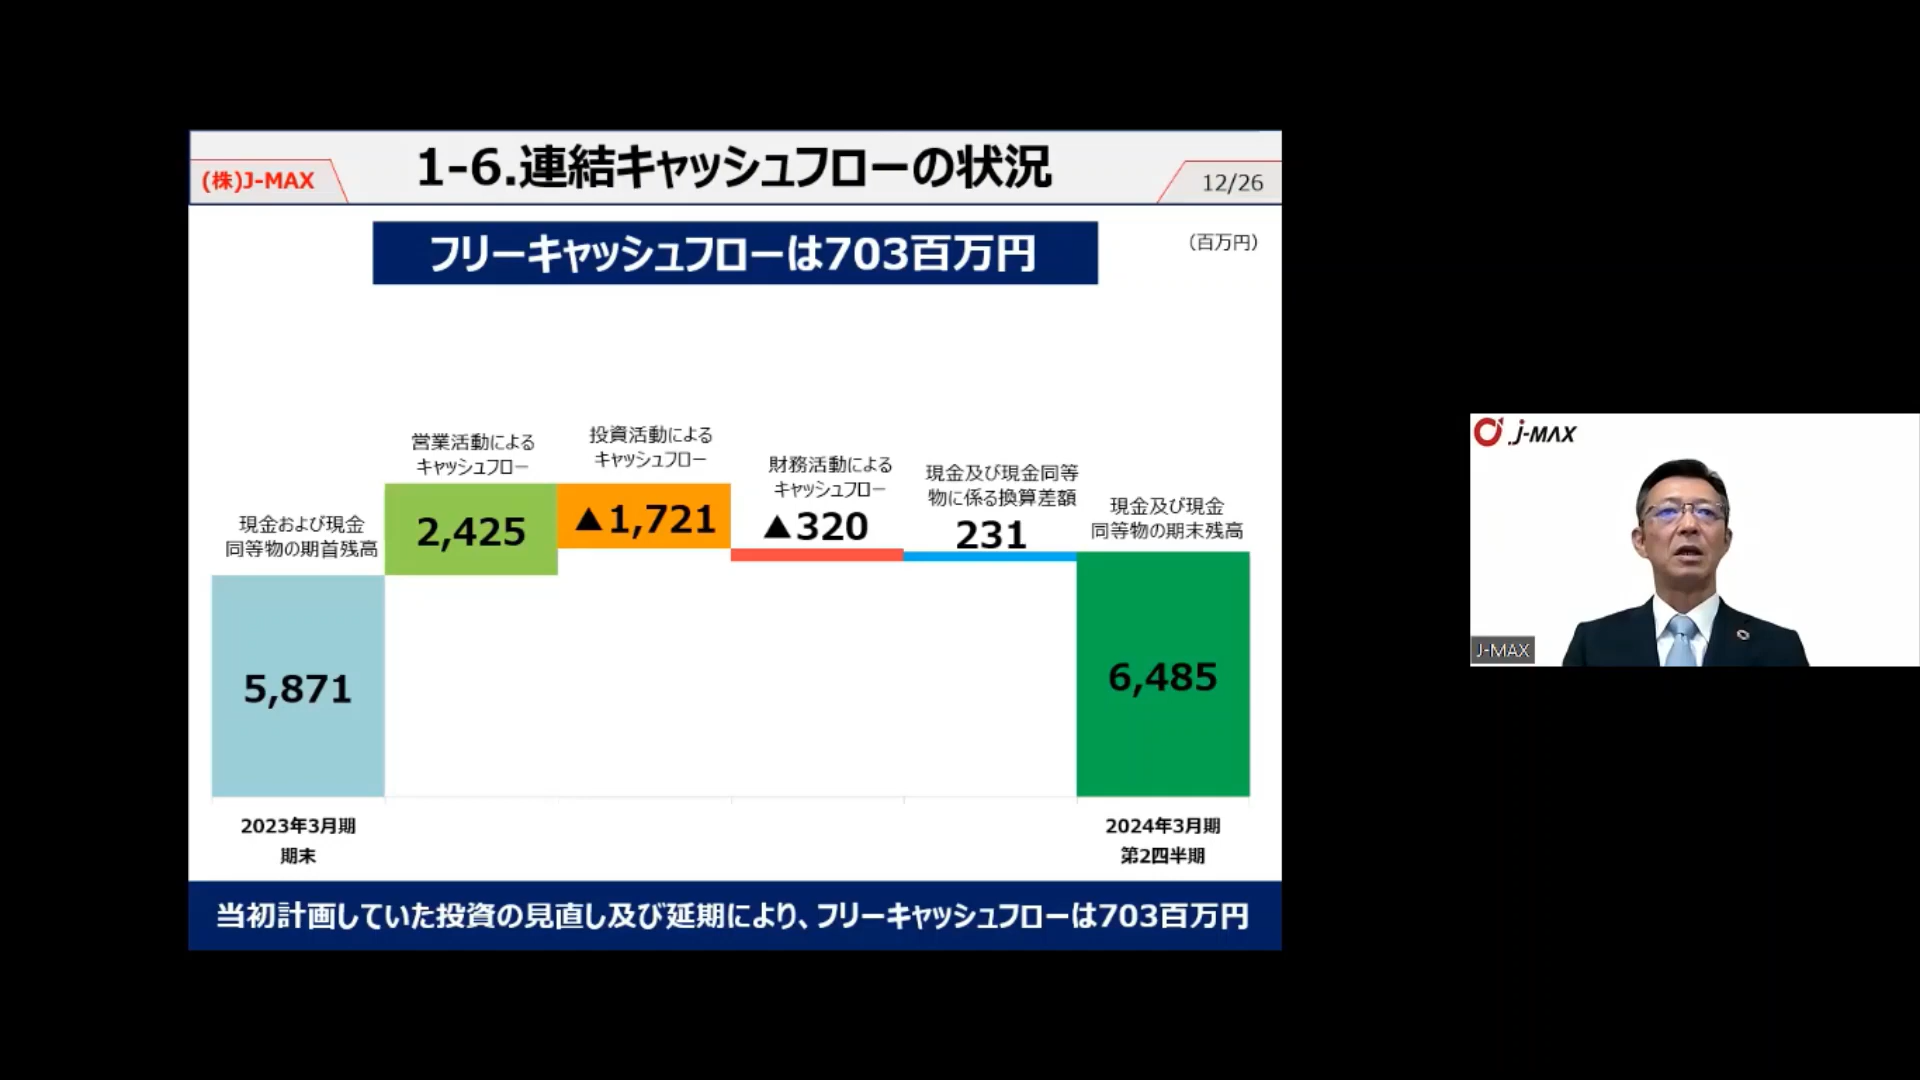 (株)J-MAX
1-6.連結キャッシュフローの状況
12/26
フリーキャッシュフローは703百万円
(百万円)
営業活動による
キャッシュフロー
2,425
投資活動による
キャッシュフロー
▲1,721
財務活動による
キャッシュフロー
▲320
現金及び現金同等
物に係る換算差額
231
現金及び現金
同等物の期末残高
6,485
現金および現金
同等物の期首残高
5,871
2023年3月期
期末
2024年3月期
第2四半期
当初計画していた投資の見直し及び延期により、フリーキャッシュフローは703百万円
J-MAX
J-MAX